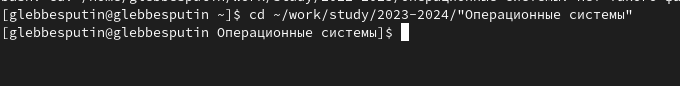 [glebbesputin@glebbesputin ~]$ cd ~/work/study/2023-2024/"Операционные системы"
[glebbesputin@glebbesputin Операционные системы]$